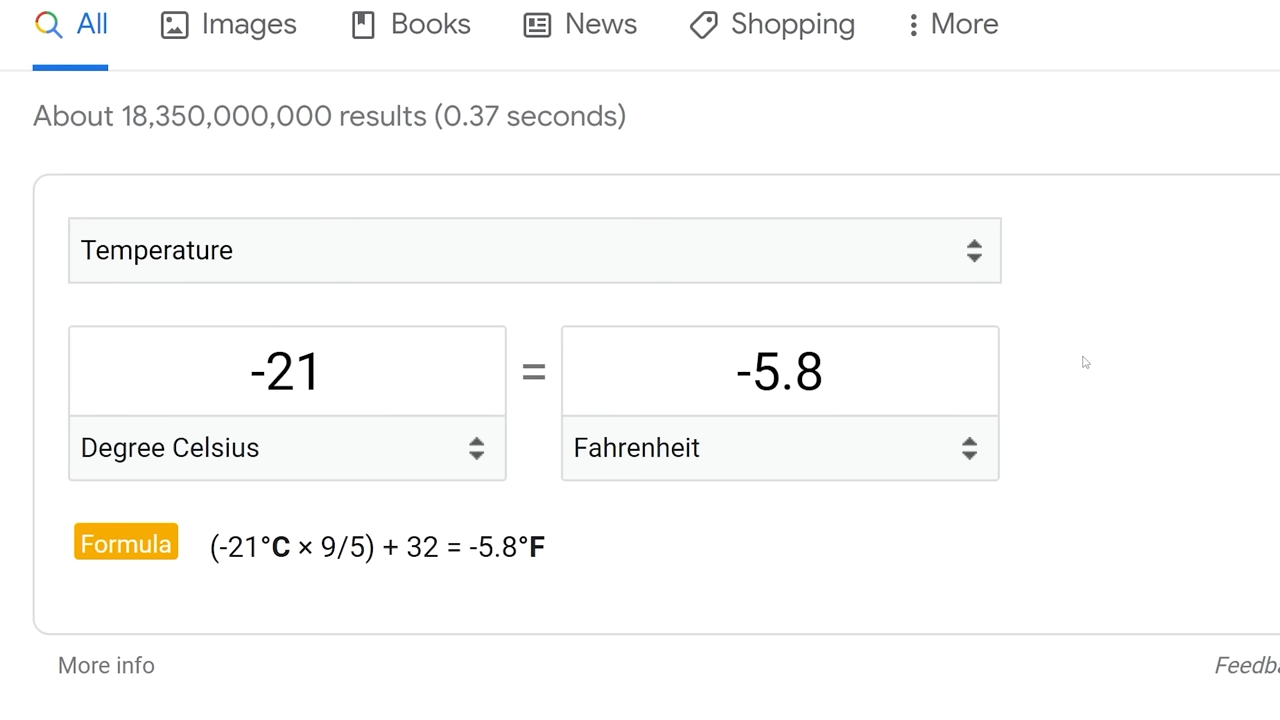 All Images Books News Shopping More
About 18,350,000,000 results (0.37 seconds)
Temperature
-21 = -5.8
Degree Celsius Fahrenheit
Formula (-21°C × 9/5) + 32 = -5.8°F
More info Feedba